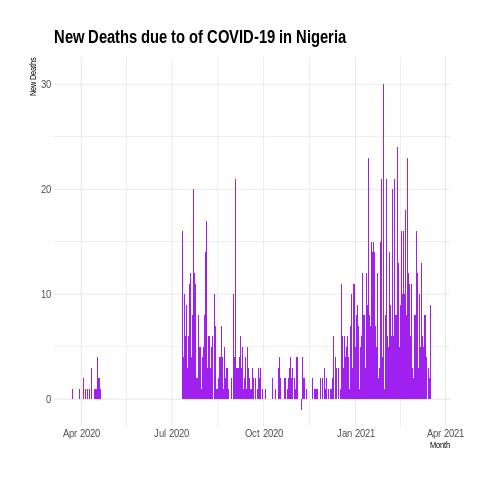 New Deaths due to of COVID-19 in Nigeria
New Deaths
30
20
10
0
Apr 2020
Jul 2020
Oct 2020
Jan 2021
Apr 2021
Month